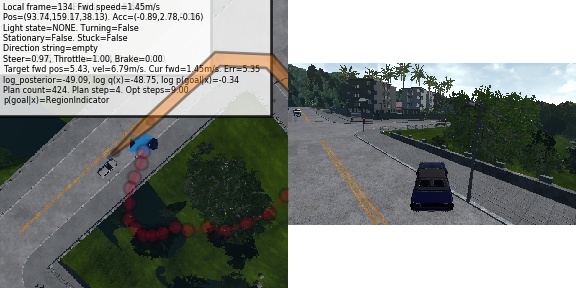 Local frame=134. Fwd speed=1.45m/s
Pos=(93.74,159.17,38.13). Acc=(-0.89,2.78,-0.16)
Light state=NONE. Turning=False
Stationary=False. Stuck=False
Direction string=empty
Steer=0.97, Throttle=1.00, Brake=0.00
Target fwd pos=5.43, vel=6.79m/s. Cur fwd=1.45m/s. Err=5.35
log_posterior=-49.09, log q(x)=-48.75, log p(goal|x)=-0.34
Plan count=424. Plan step=4. Opt steps=9.00
p(goal|x)=RegionIndicator